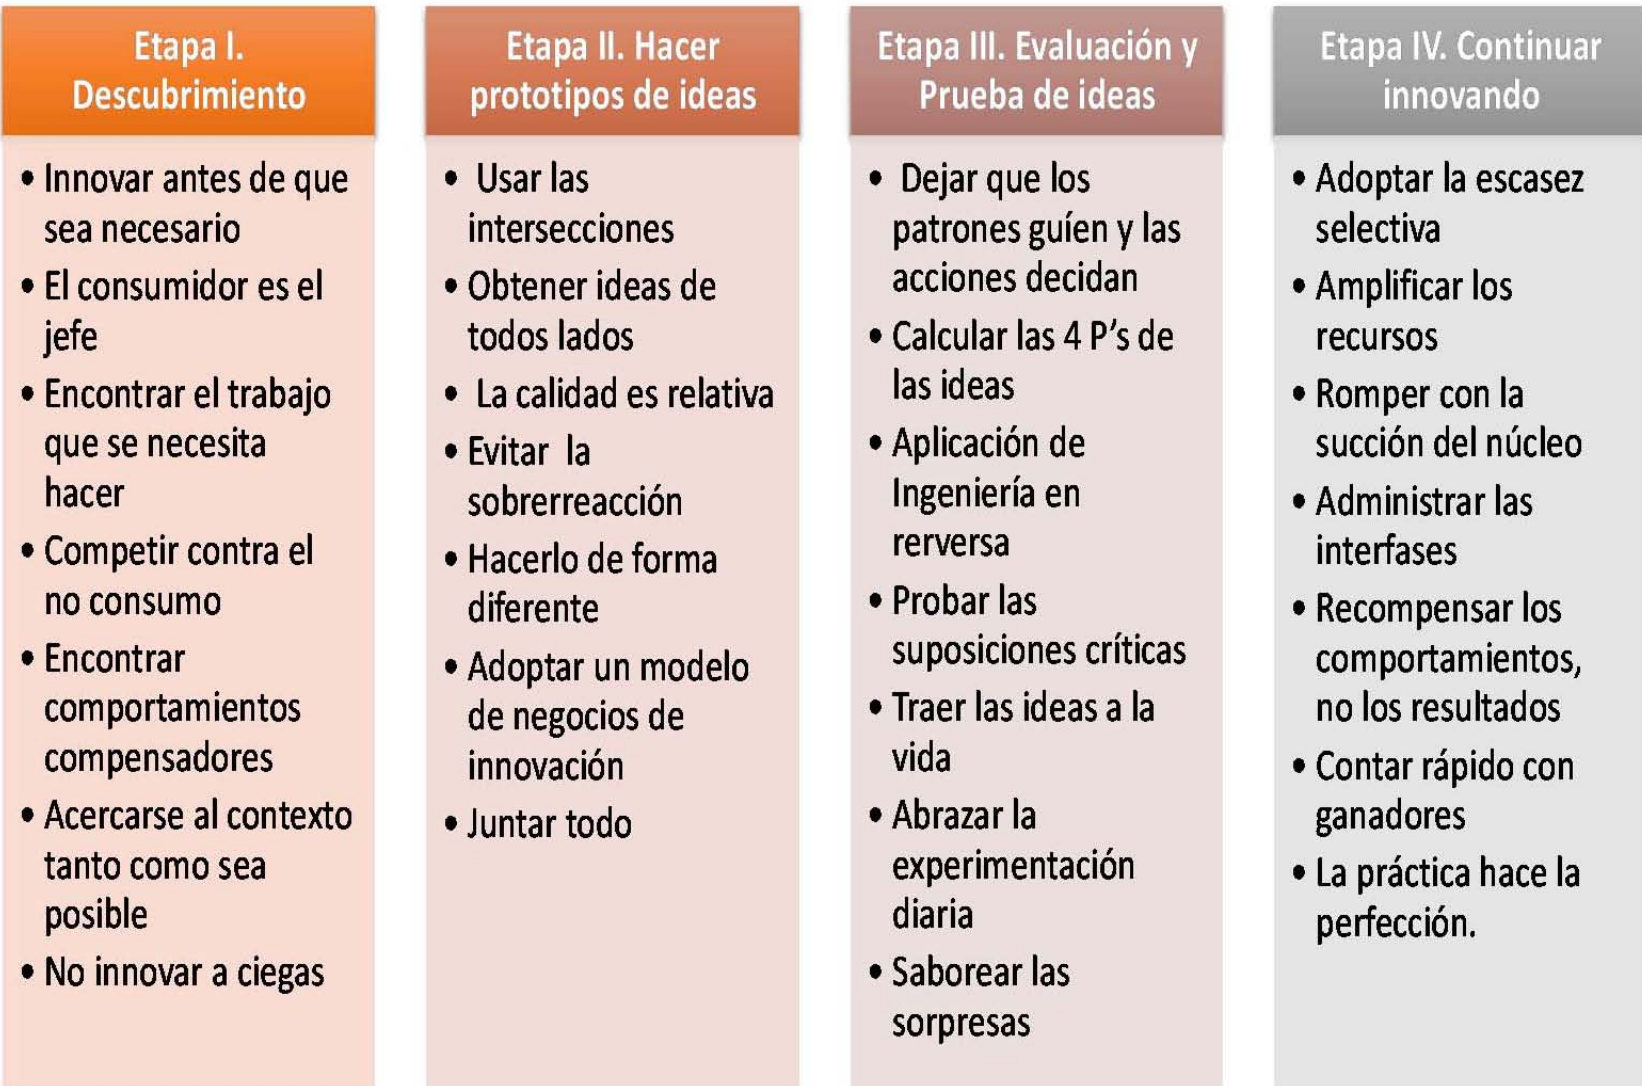 Etapa I.
Descubrimiento
• Innovar antes de que
sea necesario
• El consumidor es el
jefe
• Encontrar el trabajo
que se necesita
hacer
• Competir contra el
no consumo
• Encontrar
comportamientos
compensadores
• Acercarse al contexto
tanto como sea
posible
• No innovar a ciegas
Etapa II. Hacer
prototipos de ideas
• Usar las
intersecciones
• Obtener ideas de
todos lados
• La calidad es relativa
• Evitar la
sobrerreacción
• Hacerlo de forma
diferente
• Adoptar un modelo
de negocios de
innovación
• Juntar todo
Etapa III. Evaluación y
Prueba de ideas
• Dejar que los
patrones guíen y las
acciones decidan
• Calcular las 4 P's de
las ideas
• Aplicación de
Ingeniería en
rerversa
• Probar las
suposiciones críticas
• Traer las ideas a la
vida
• Abrazar la
experimentación
diaria
• Saborear las
sorpresas
Etapa IV. Continuar
innovando
• Adoptar la escasez
selectiva
• Amplificar los
recursos
• Romper con la
succión del núcleo
• Administrar las
interfases
• Recompensar los
comportamientos,
no los resultados
• Contar rápido con
ganadores
• La práctica hace la
perfección.